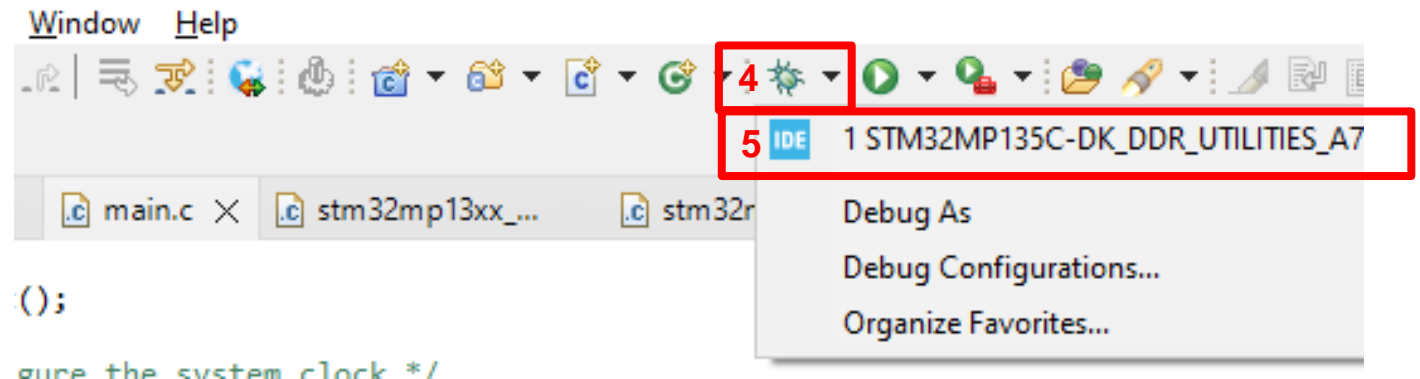 Window Help
4
5 IDE 1 STM32MP135C-DK_DDR_UTILITIES_A7
main.c stm32mp13xx_... stm32
Debug As
Debug Configurations...
();
Organize Favorites...
gure the system clock */